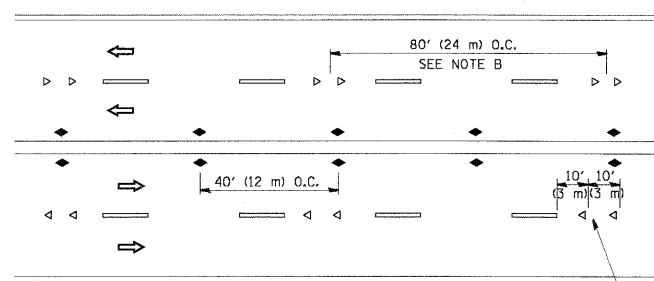 80' (24 m) O.C.
SEE NOTE B
40' (12 m) O.C.
10' 10'
(3 m) (3 m)